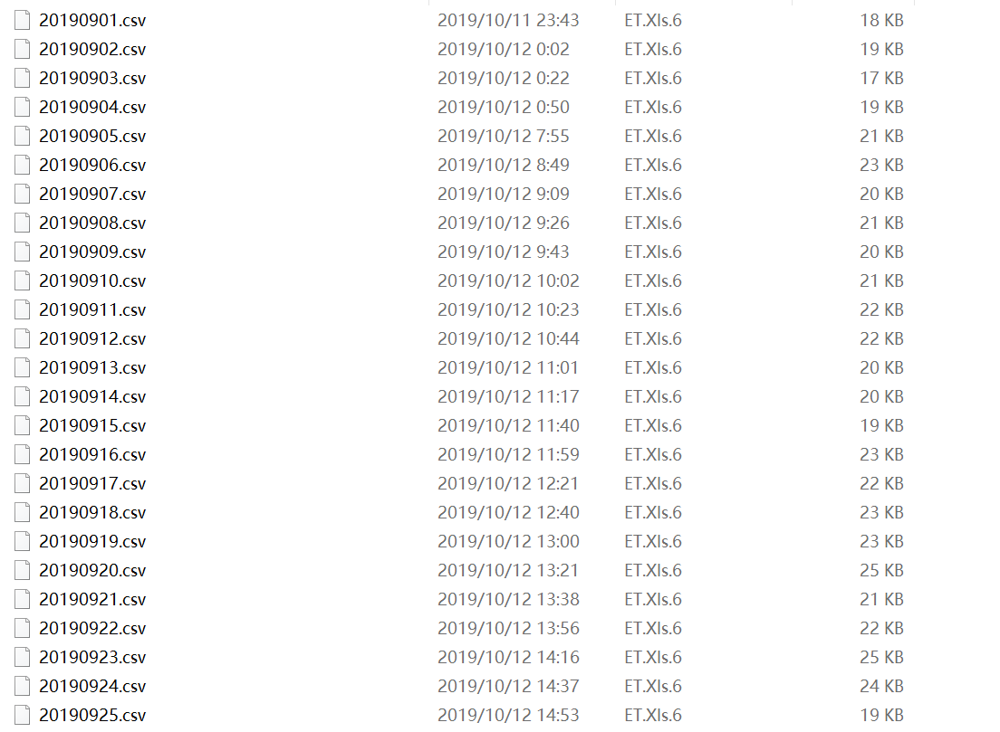 20190901.csv 2019/10/11 23:43 ET.Xls.6 18 KB
20190902.csv 2019/10/12 0:02 ET.Xls.6 19 KB
20190903.csv 2019/10/12 0:22 ET.Xls.6 17 KB
20190904.csv 2019/10/12 0:50 ET.Xls.6 19 KB
20190905.csv 2019/10/12 7:55 ET.Xls.6 21 KB
20190906.csv 2019/10/12 8:49 ET.Xls.6 23 KB
20190907.csv 2019/10/12 9:09 ET.Xls.6 20 KB
20190908.csv 2019/10/12 9:26 ET.Xls.6 21 KB
20190909.csv 2019/10/12 9:43 ET.Xls.6 20 KB
20190910.csv 2019/10/12 10:02 ET.Xls.6 21 KB
20190911.csv 2019/10/12 10:23 ET.Xls.6 22 KB
20190912.csv 2019/10/12 10:44 ET.Xls.6 22 KB
20190913.csv 2019/10/12 11:01 ET.Xls.6 20 KB
20190914.csv 2019/10/12 11:17 ET.Xls.6 20 KB
20190915.csv 2019/10/12 11:40 ET.Xls.6 19 KB
20190916.csv 2019/10/12 11:59 ET.Xls.6 23 KB
20190917.csv 2019/10/12 12:21 ET.Xls.6 22 KB
20190918.csv 2019/10/12 12:40 ET.Xls.6 23 KB
20190919.csv 2019/10/12 13:00 ET.Xls.6 23 KB
20190920.csv 2019/10/12 13:21 ET.Xls.6 25 KB
20190921.csv 2019/10/12 13:38 ET.Xls.6 21 KB
20190922.csv 2019/10/12 13:56 ET.Xls.6 22 KB
20190923.csv 2019/10/12 14:16 ET.Xls.6 25 KB
20190924.csv 2019/10/12 14:37 ET.Xls.6 24 KB
20190925.csv 2019/10/12 14:53 ET.Xls.6 19 KB